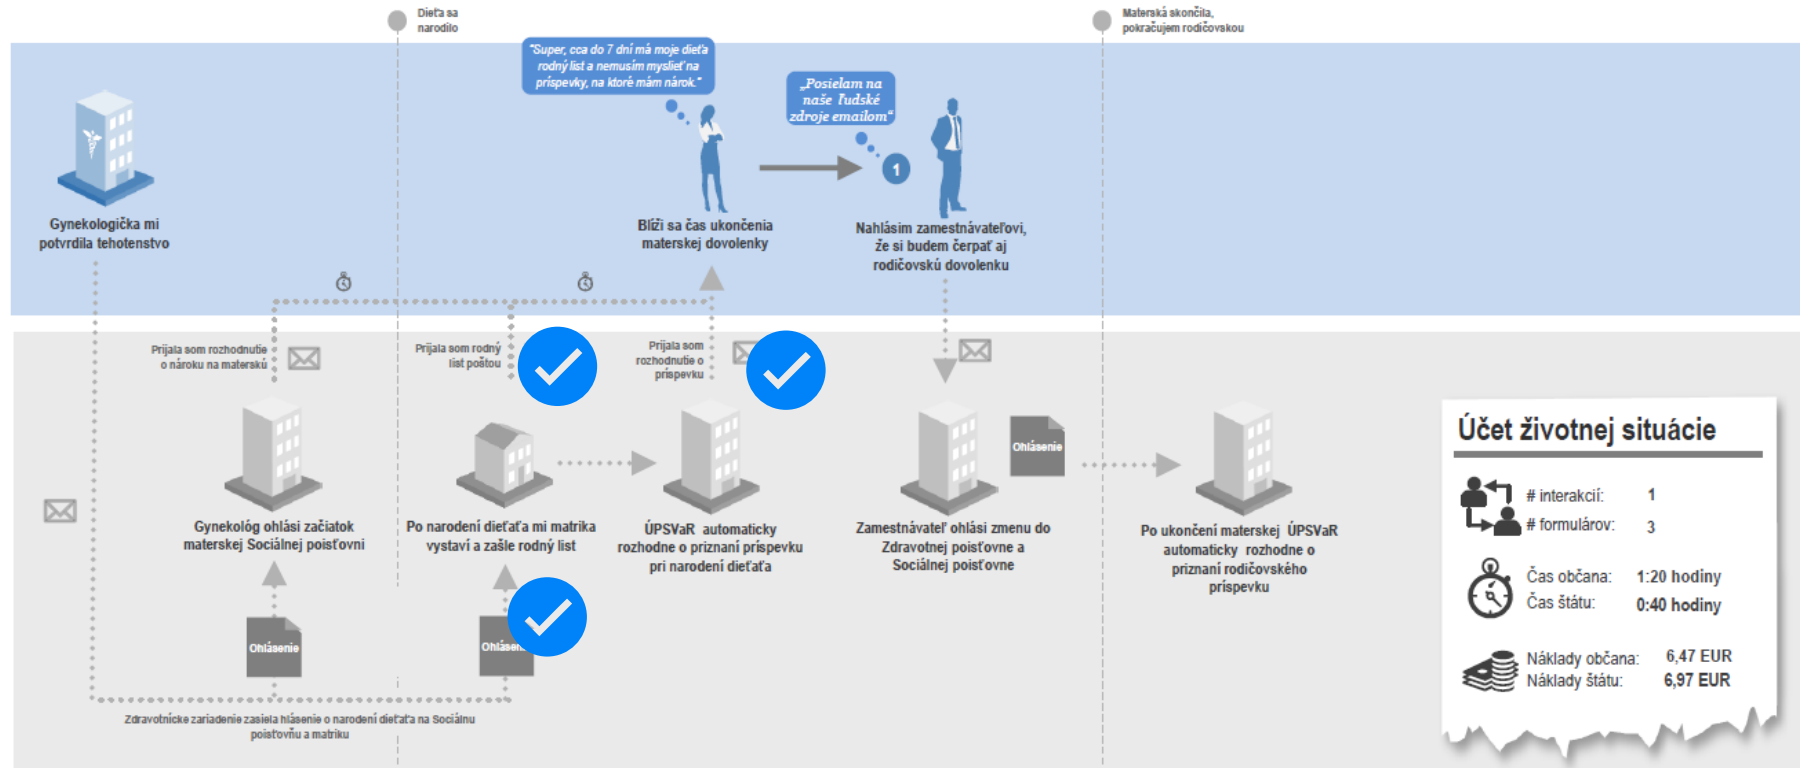 Dieťa sa
narodilo
Materská skončila,
pokračujem rodičovskou
"Super, cca do 7 dní má moje dieťa
rodný list a nemusím myslieť na
príspevky, na ktoré mám nárok."
„Posielam na
naše ľudské
zdroje emailom“
1
Gynekologička mi
potvrdila tehotenstvo
Blíži sa čas ukončenia
materskej dovolenky
Nahlásim zamestnávateľovi,
že si budem čerpať aj
rodičovskú dovolenku
Prijala som rozhodnutie
o nároku na materskú
Prijala som rodný
list poštou
Prijala som
rozhodnutie o
príspevku
Ohlásenie
Gynekológ ohlási začiatok
materskej Sociálnej poisťovni
Po narodení dieťaťa mi matrika
vystaví a zašle rodný list
ÚPSVaR automaticky
rozhodne o priznaní príspevku
pri narodení dieťaťa
Zamestnávateľ ohlási zmenu do
Zdravotnej poisťovne a
Sociálnej poisťovne
Po ukončení materskej ÚPSVaR
automaticky rozhodne o
priznaní rodičovského
príspevku
Ohlásenie
Zdravotnícke zariadenie zasiela hlásenie o narodení dieťaťa na Sociálnu
poisťovňu a matriku
Účet životnej situácie
# interakcií: 1
# formulárov: 3
Čas občana: 1:20 hodiny
Čas štátu: 0:40 hodiny
Náklady občana: 6,47 EUR
Náklady štátu: 6,97 EUR